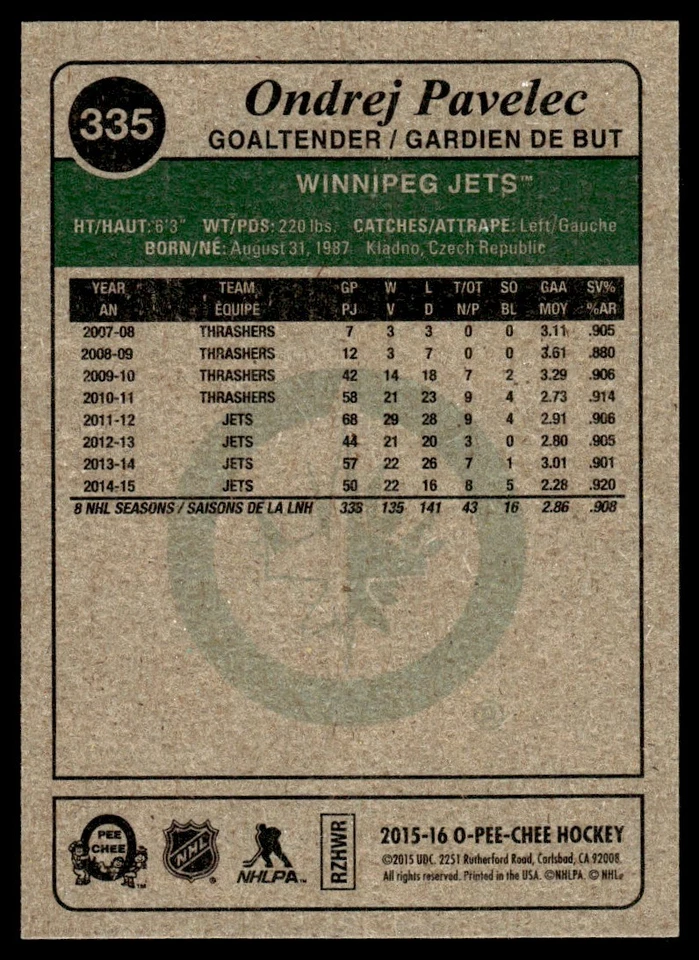 335
Ondrej Pavelec
GOALTENDER / GARDIEN DE BUT
WINNIPEG JETS™
HT/HAUT: 6'3" WT/PDS: 220 lbs. CATCHES/ATTRAPE: Left/Gauche
BORN/NÉ: August 31, 1987 Kladno, Czech Republic
YEAR TEAM GP W L T/OT SO GAA SV%
AN ÉQUIPE PJ V D N/P BL MOY %AR
2007-08 THRASHERS 7 3 3 0 0 3.11 .905
2008-09 THRASHERS 12 3 7 0 0 3.61 .880
2009-10 THRASHERS 42 14 18 7 2 3.29 .906
2010-11 THRASHERS 58 21 23 9 4 2.73 .914
2011-12 JETS 68 29 28 9 4 2.91 .906
2012-13 JETS 44 21 20 3 0 2.80 .905
2013-14 JETS 57 22 26 7 1 3.01 .901
2014-15 JETS 50 22 16 8 5 2.28 .920
8 NHL SEASONS / SAISONS DE LA LNH 338 135 141 43 16 2.86 .908
®
PEE
CHEE
™
NHL
®
NHLPA™
RZHWR
2015-16 O-PEE-CHEE HOCKEY
©2015 UDC. 2251 Rutherford Road, Carlsbad, CA 92008.
All rights reserved. Printed in the USA. ©NHLPA. © NHL.